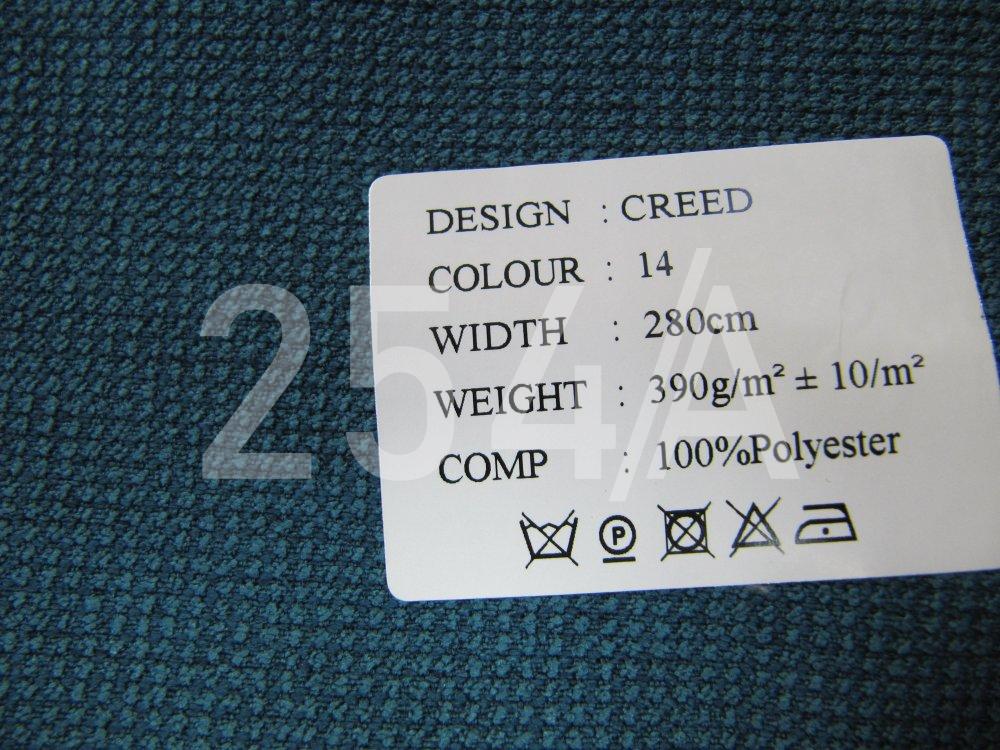 DESIGN : CREED
COLOUR : 14
WIDTH : 280cm
WEIGHT : 390g/m² ± 10/m²
COMP : 100%Polyester
P
254/A